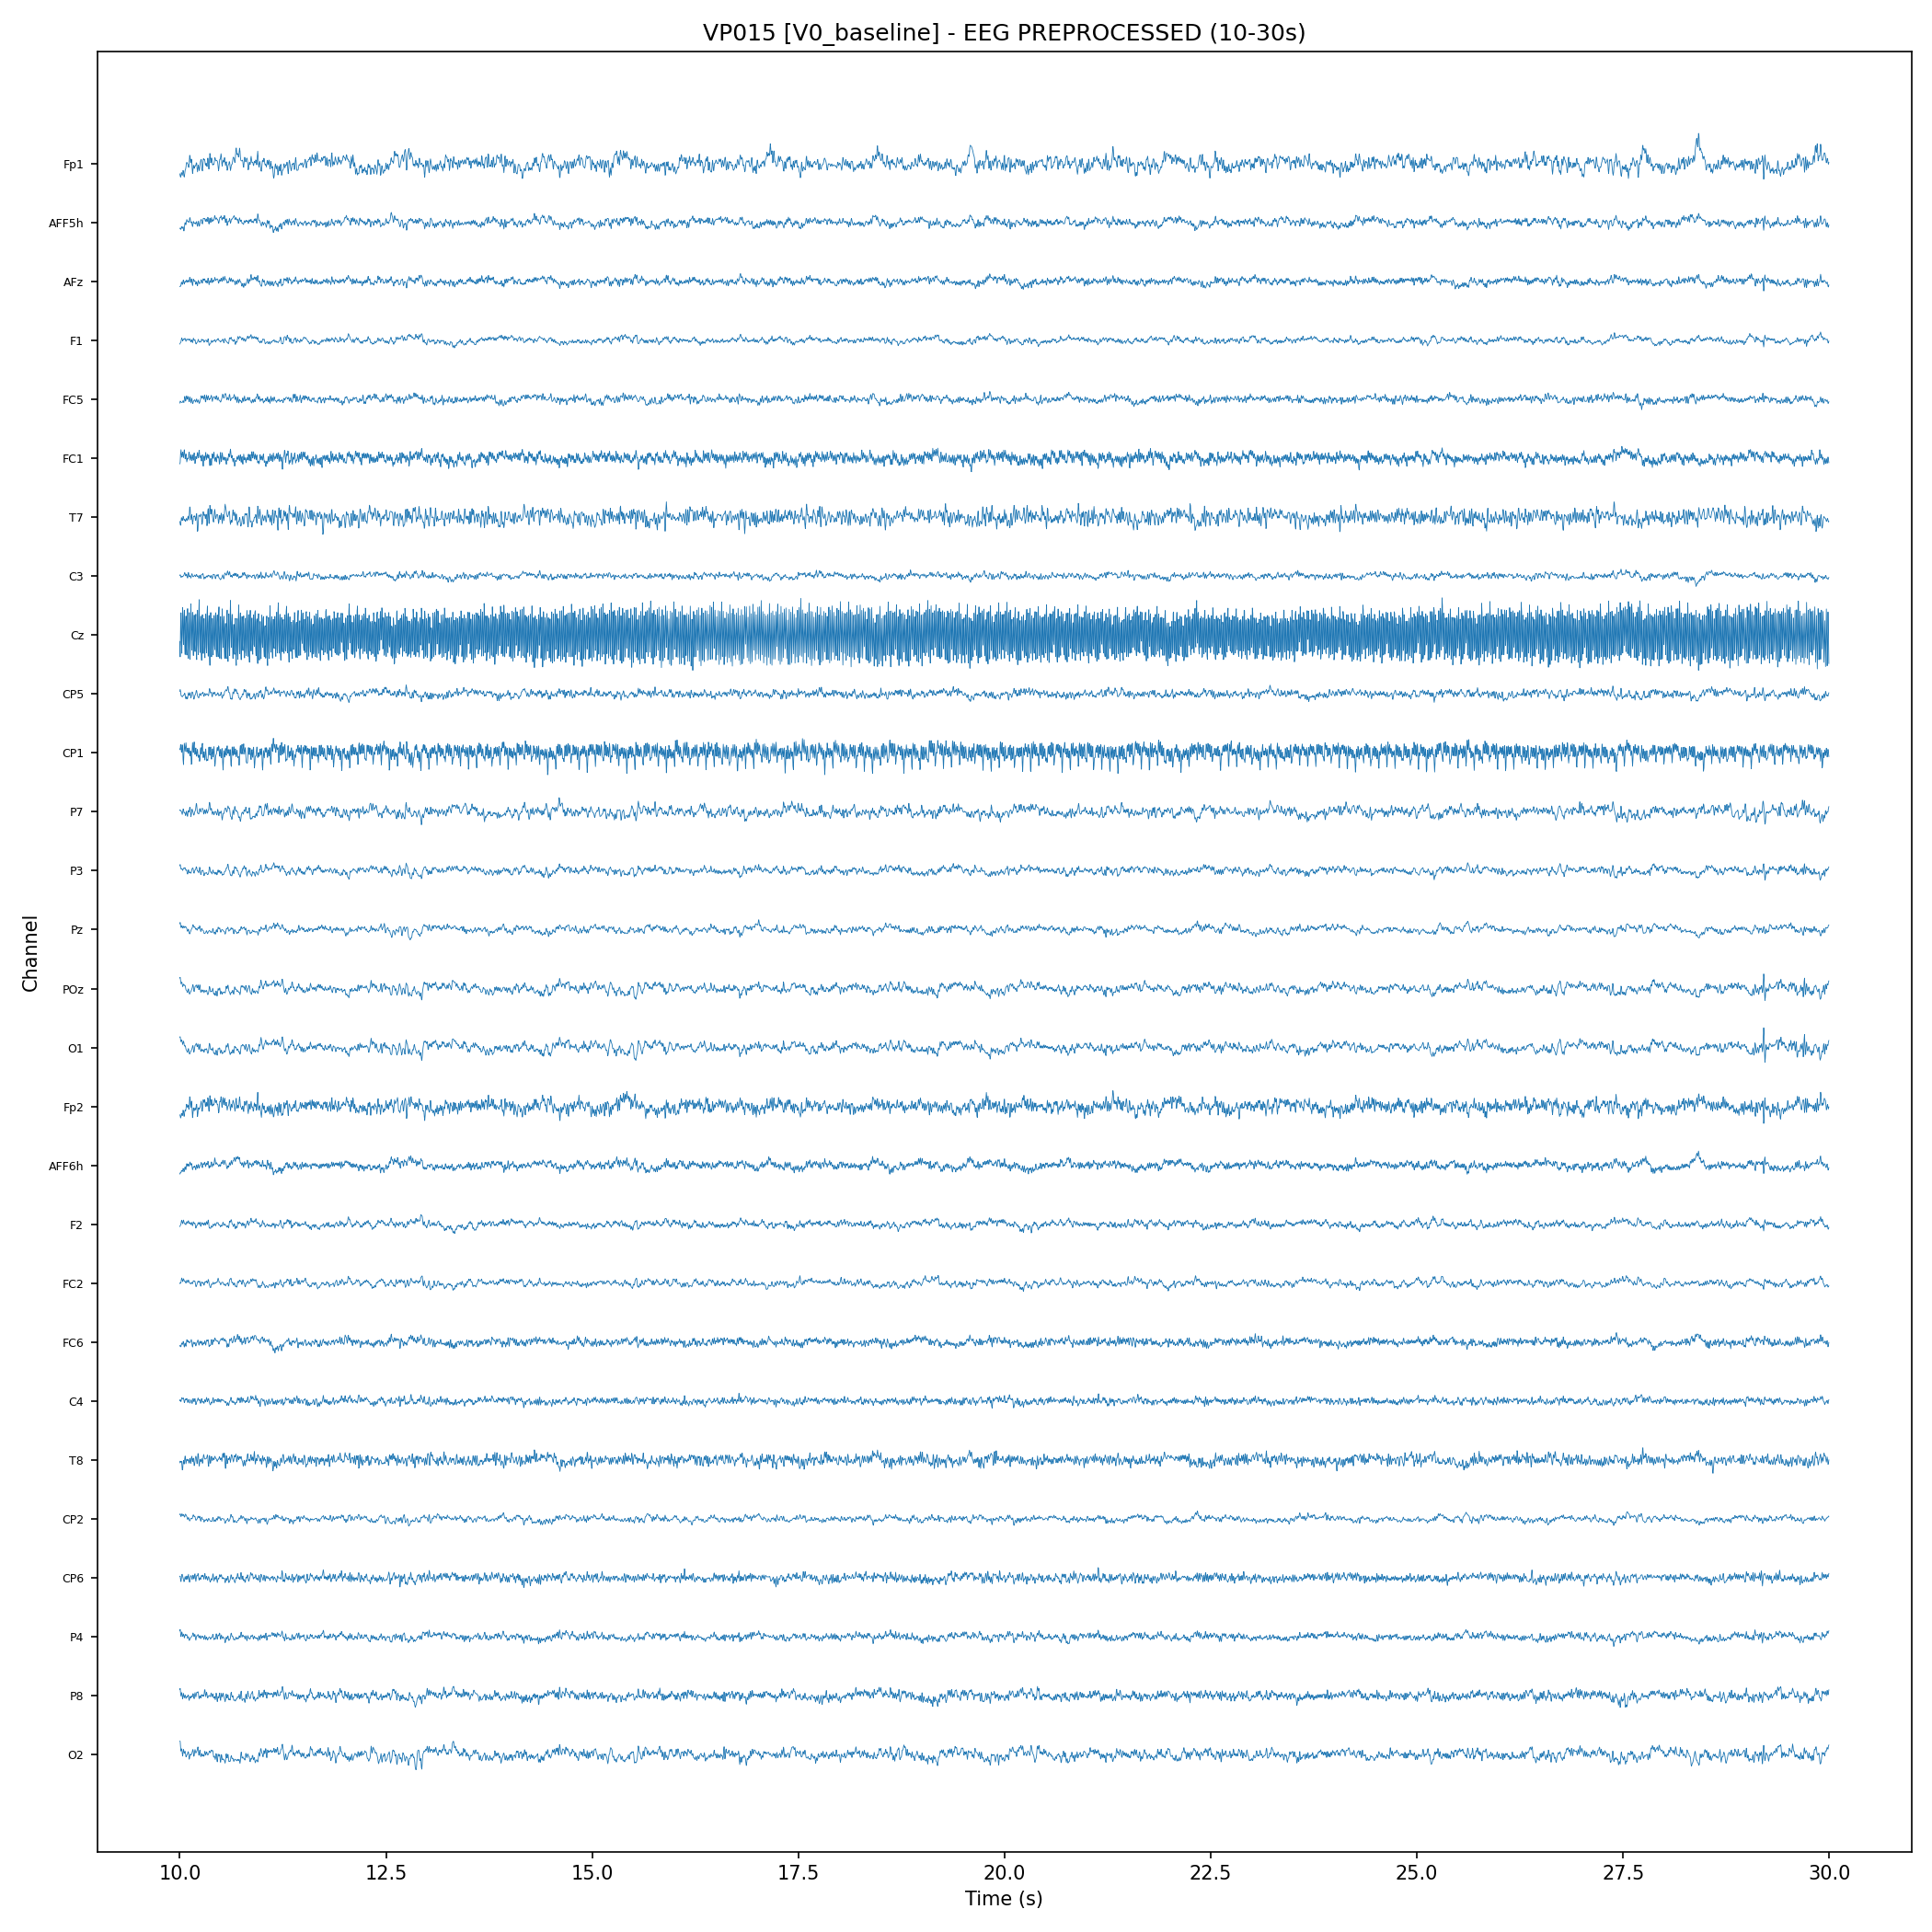 VP015 [V0_baseline] - EEG PREPROCESSED (10-30s)
Fp1
AFF5h
AFz
F1
FC5
FC1
T7
C3
Cz
CP5
CP1
P7
P3
Pz
POz
O1
Fp2
AFF6h
F2
FC2
FC6
C4
T8
CP2
CP6
P4
P8
O2
Channel
10.0 12.5 15.0 17.5 20.0 22.5 25.0 27.5 30.0
Time (s)